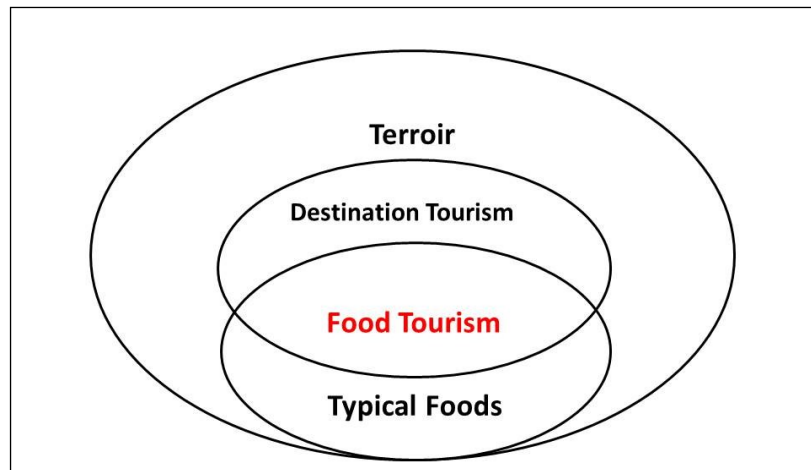 Terroir
Destination Tourism
Food Tourism
Typical Foods